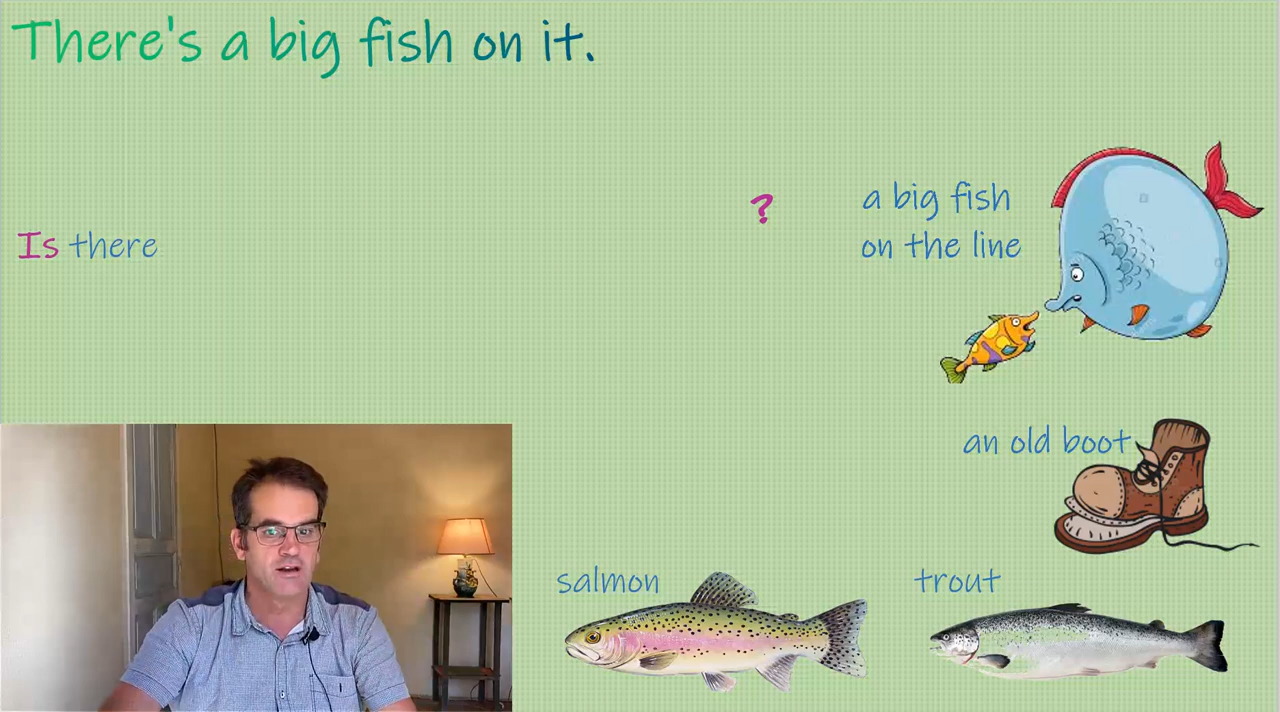 There's a big fish on it.
Is there
?
a big fish
on the line
an old boot
salmon
trout